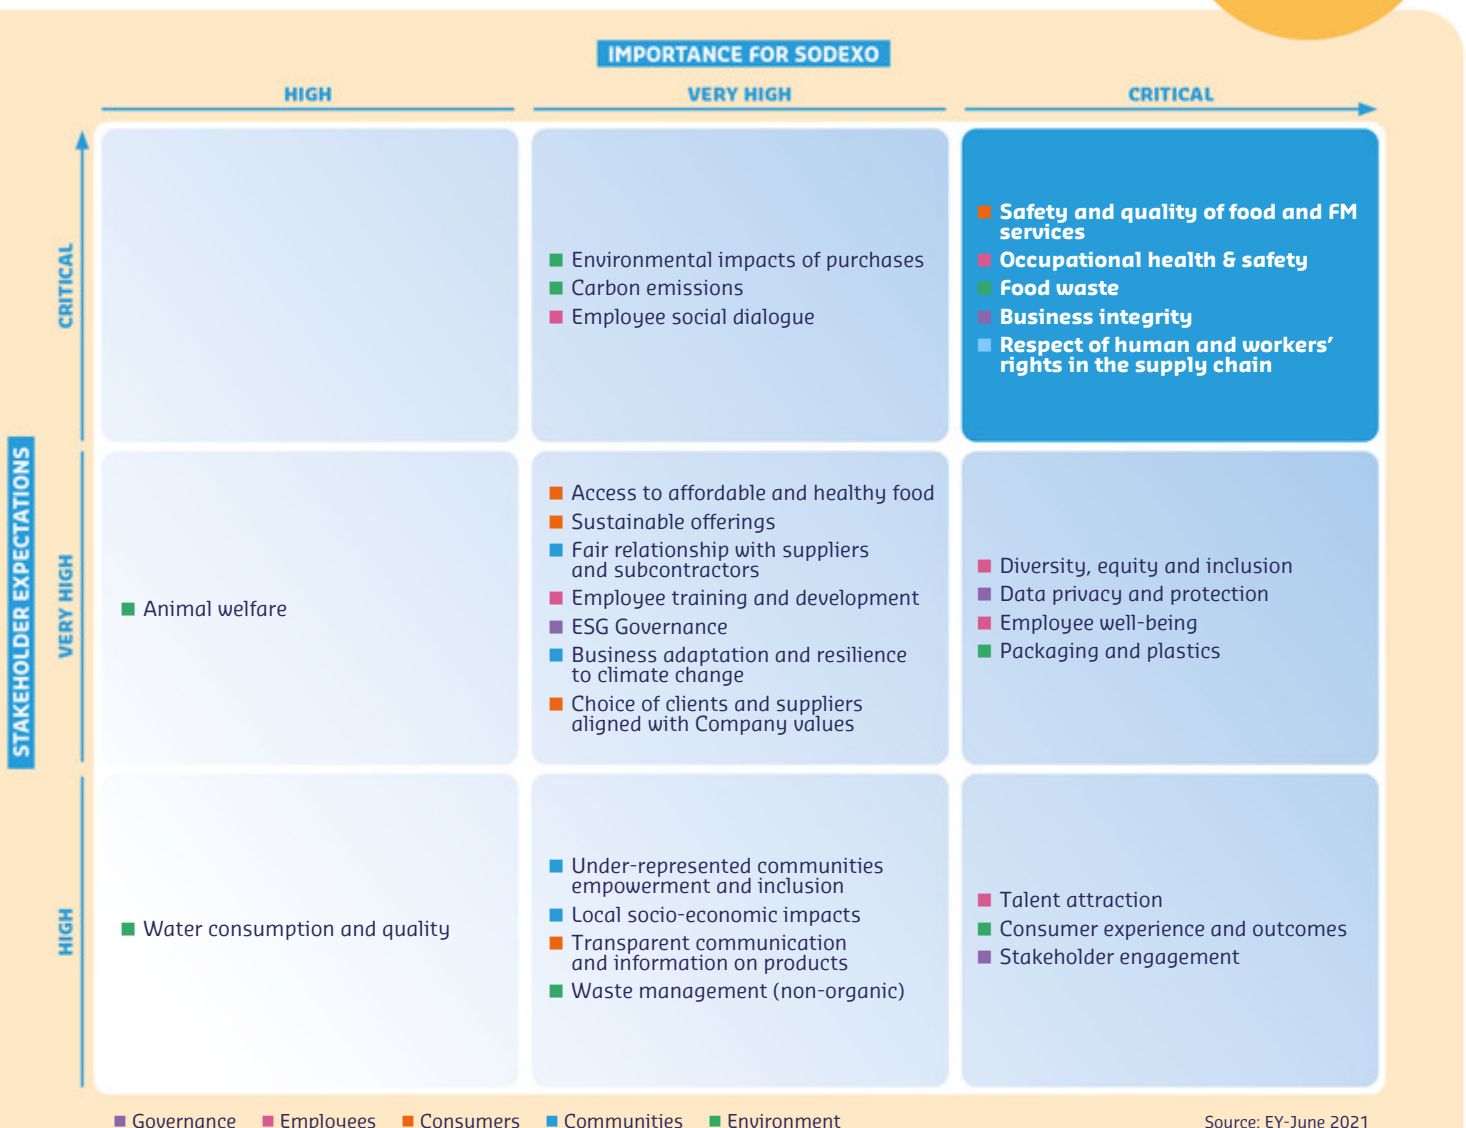 IMPORTANCE FOR SODEXO
HIGH
VERY HIGH
CRITICAL
STAKEHOLDER EXPECTATIONS
CRITICAL
Environmental impacts of purchases
Carbon emissions
Employee social dialogue
Safety and quality of food and FM
services
Occupational health & safety
Food waste
Business integrity
Respect of human and workers’
rights in the supply chain
VERY HIGH
Animal welfare
Access to affordable and healthy food
Sustainable offerings
Fair relationship with suppliers
and subcontractors
Employee training and development
ESG Governance
Business adaptation and resilience
to climate change
Choice of clients and suppliers
aligned with Company values
Diversity, equity and inclusion
Data privacy and protection
Employee well-being
Packaging and plastics
HIGH
Water consumption and quality
Under-represented communities
empowerment and inclusion
Local socio-economic impacts
Transparent communication
and information on products
Waste management (non-organic)
Talent attraction
Consumer experience and outcomes
Stakeholder engagement
Governance Employees Consumers Communities Environment
Source: EY-June 2021